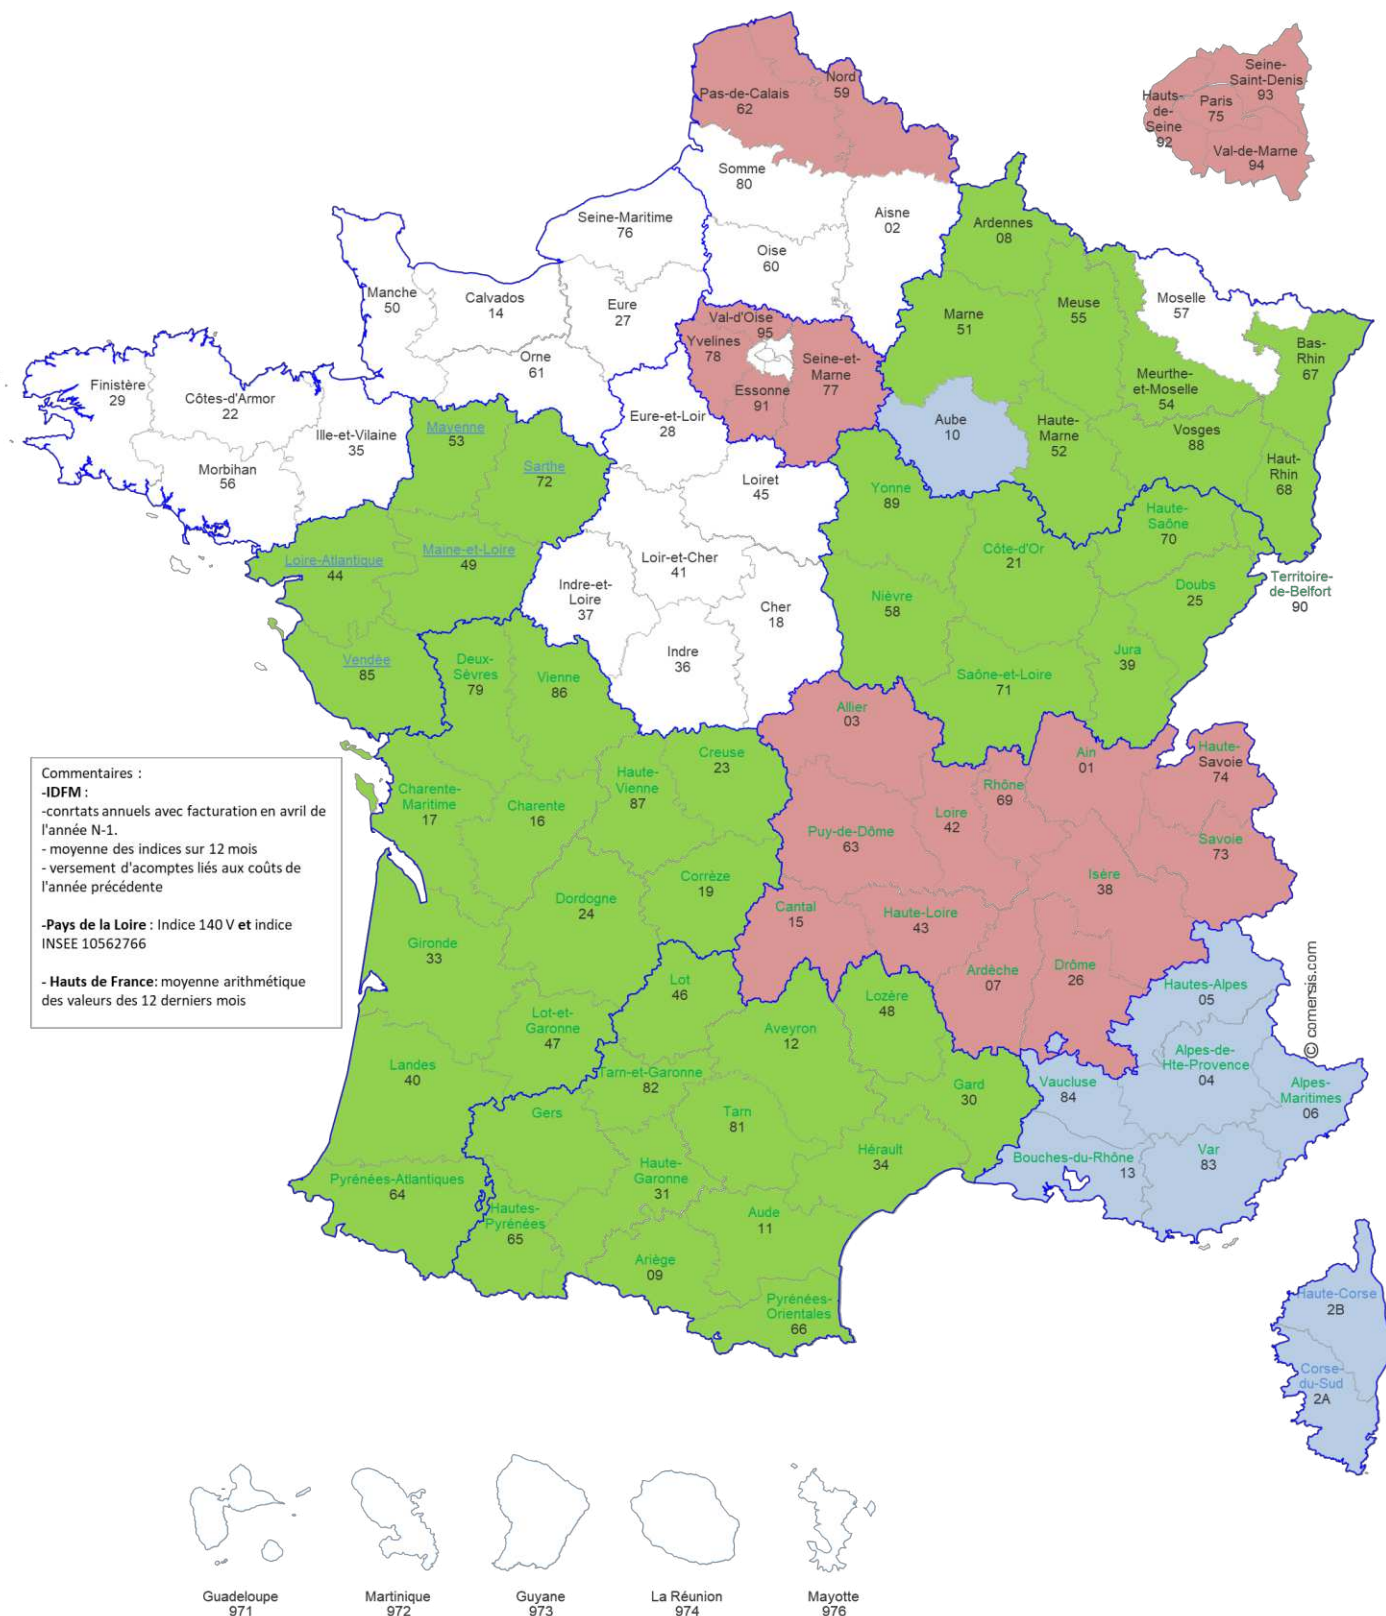 Nord
59
Pas-de-Calais
62
Seine-
Saint-Denis
93
Hauts-
de-
Seine
92
Paris
75
Val-de-Marne
94
Somme
80
Aisne
02
Seine-Maritime
76
Oise
60
Ardennes
08
Manche
50
Calvados
14
Eure
27
Val-d'Oise
95
Yvelines
78
Seine-et-
Marne
77
Essonne
91
Marne
51
Meuse
55
Moselle
57
Bas-
Rhin
67
Meurthe-
et-Moselle
54
Orne
61
Finistère
29
Côtes-d'Armor
22
Ille-et-Vilaine
35
Morbihan
56
Mayenne
53
Sarthe
72
Eure-et-Loir
28
Aube
10
Haute-
Marne
52
Vosges
88
Haut-
Rhin
68
Loiret
45
Yonne
89
Haute-
Saône
70
Loire-Atlantique
44
Maine-et-Loire
49
Loir-et-Cher
41
Indre-et-
Loire
37
Cher
18
Côte-d'Or
21
Nièvre
58
Doubs
25
Territoire-
de-Belfort
90
Vendée
85
Deux-
Sèvres
79
Vienne
86
Indre
36
Saône-et-Loire
71
Jura
39
Allier
03
Creuse
23
Haute-
Vienne
87
Ain
01
Haute-
Savoie
74
Rhône
69
Loire
42
Puy-de-Dôme
63
Savoie
73
Isère
38
Commentaires :
-IDFM :
-conrtats annuels avec facturation en avril de
l'année N-1.
- moyenne des indices sur 12 mois
- versement d'acomptes liés aux coûts de
l'année précédente
-Pays de la Loire : Indice 140 V et indice
INSEE 10562766
- Hauts de France: moyenne arithmétique
des valeurs des 12 derniers mois
Charente-
Maritime
17
Charente
16
Corrèze
19
Dordogne
24
Cantal
15
Haute-Loire
43
Gironde
33
Ardèche
07
Drôme
26
Hautes-Alpes
05
Lot
46
Lozère
48
Lot-et-
Garonne
47
Aveyron
12
Landes
40
Tarn-et-Garonne
82
Gard
30
Vaucluse
84
Alpes-de-
Hte-Provence
04
Alpes-
Maritimes
06
© comersis.com
Gers
Tarn
81
Hérault
34
Bouches-du-Rhône
13
Var
83
Pyrénées-Atlantiques
64
Haute-
Garonne
31
Hautes-
Pyrénées
65
Aude
11
Ariège
09
Pyrénées-
Orientales
66
Haute-Corse
2B
Corse-
du-Sud
2A
Guadeloupe
971
Martinique
972
Guyane
973
La Réunion
974
Mayotte
976